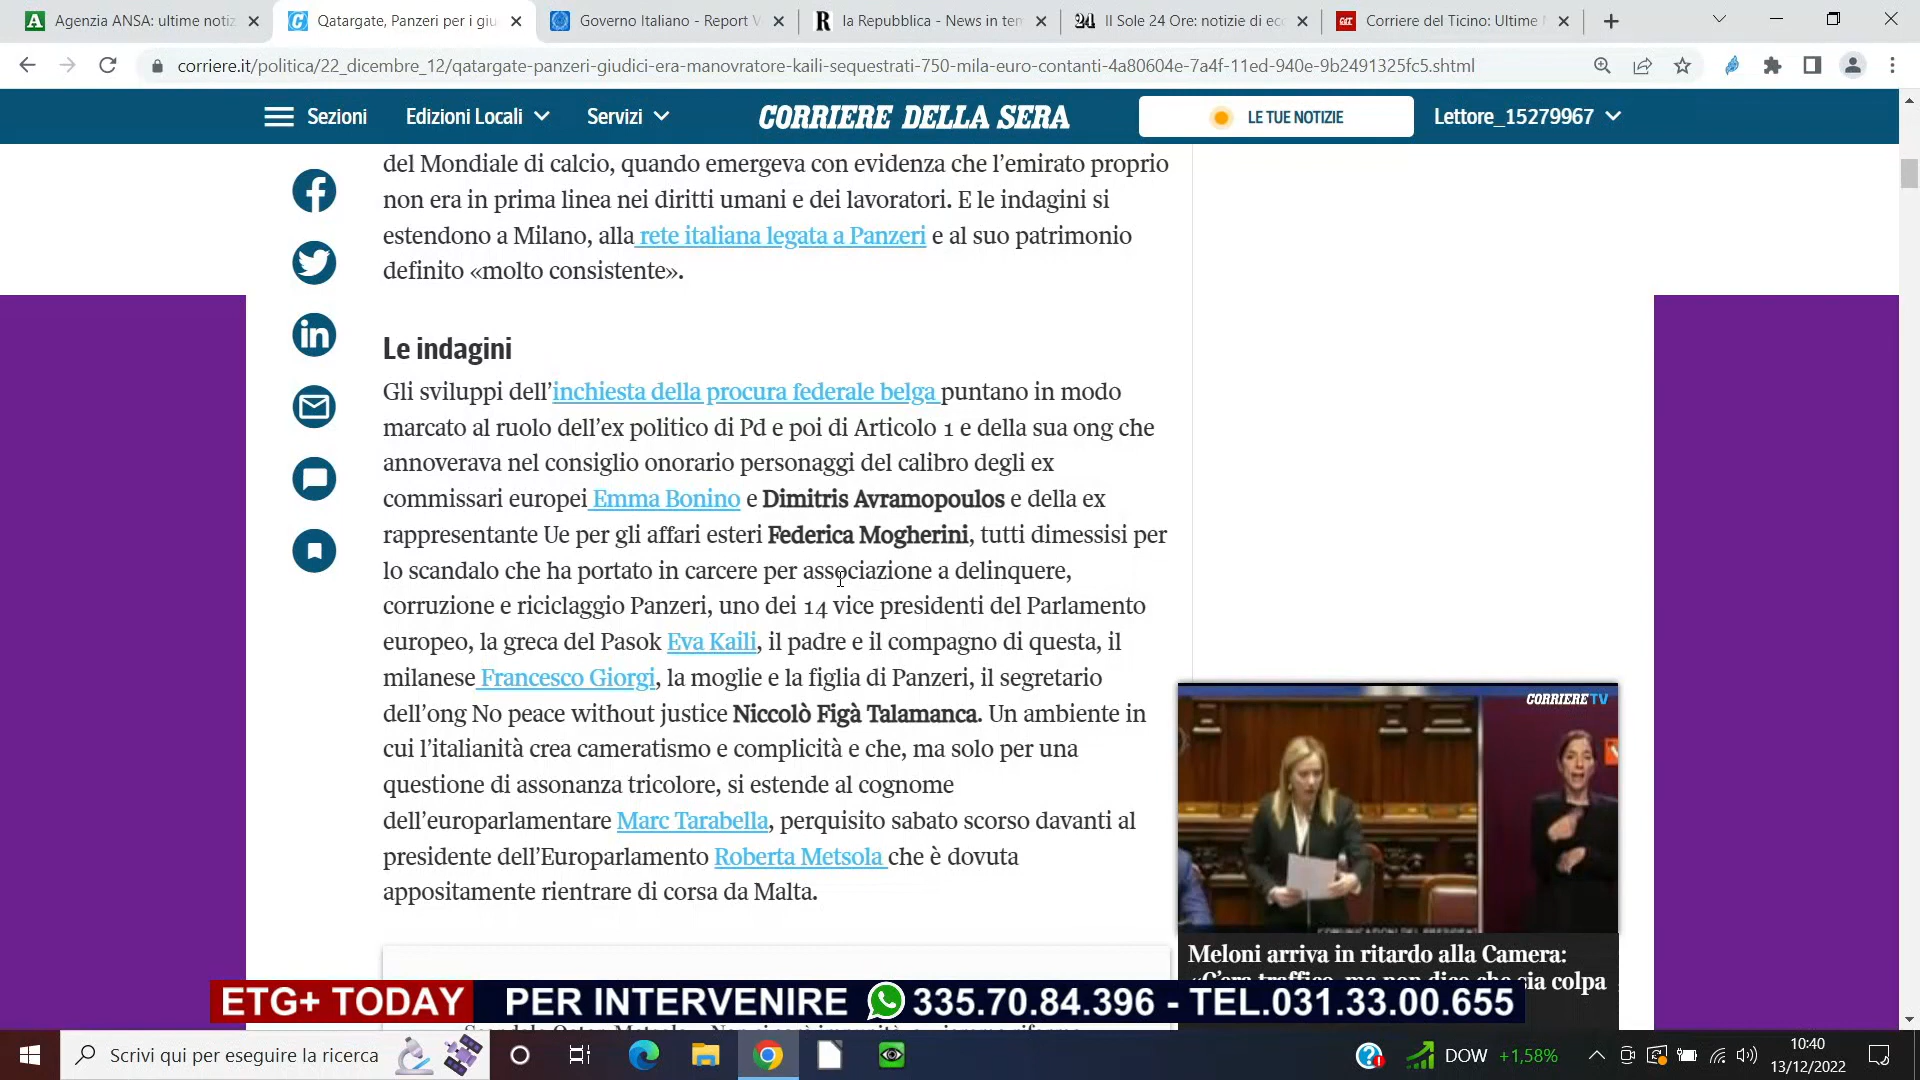 Agenzia ANSA: ultime notiz
Qatargate, Panzeri per i giu
Governo Italiano - Report V
la Repubblica - News in ten
Il Sole 24 Ore: notizie di ec
Corriere del Ticino: Ultime
corriere.it/politica/22_dicembre_12/qatargate-panzeri-giudici-era-manovratore-kaili-sequestrati-750-mila-euro-contanti-4a80604e-7a4f-11ed-940e-9b2491325fc5.shtml
Sezioni
Edizioni Locali
Servizi
CORRIERE DELLA SERA
LE TUE NOTIZIE
Lettore_15279967
del Mondiale di calcio, quando emergeva con evidenza che l’emirato proprio
non era in prima linea nei diritti umani e dei lavoratori. E le indagini si
estendono a Milano, alla rete italiana legata a Panzeri e al suo patrimonio
definito «molto consistente».
Le indagini
Gli sviluppi dell’inchiesta della procura federale belga puntano in modo
marcato al ruolo dell’ex politico di Pd e poi di Articolo 1 e della sua ong che
annoverava nel consiglio onorario personaggi del calibro degli ex
commissari europei Emma Bonino e Dimitris Avramopoulos e della ex
rappresentante Ue per gli affari esteri Federica Mogherini, tutti dimessisi per
lo scandalo che ha portato in carcere per associazione a delinquere,
corruzione e riciclaggio Panzeri, uno dei 14 vice presidenti del Parlamento
europeo, la greca del Pasok Eva Kaili, il padre e il compagno di questa, il
milanese Francesco Giorgi, la moglie e la figlia di Panzeri, il segretario
dell’ong No peace without justice Niccolò Figà Talamanca. Un ambiente in
cui l’italianità crea cameratismo e complicità e che, ma solo per una
questione di assonanza tricolore, si estende al cognome
dell’europarlamentare Marc Tarabella, perquisito sabato scorso davanti al
presidente dell’Europarlamento Roberta Metsola che è dovuta
appositamente rientrare di corsa da Malta.
CORRIERE TV
Meloni arriva in ritardo alla Camera:
«C'era traffico, ma non dico che sia colpa
ETG+ TODAY
PER INTERVENIRE 335.70.84.396 - TEL.031.33.00.655
Scrivi qui per eseguire la ricerca
DOW +1,58%
10:40
13/12/2022